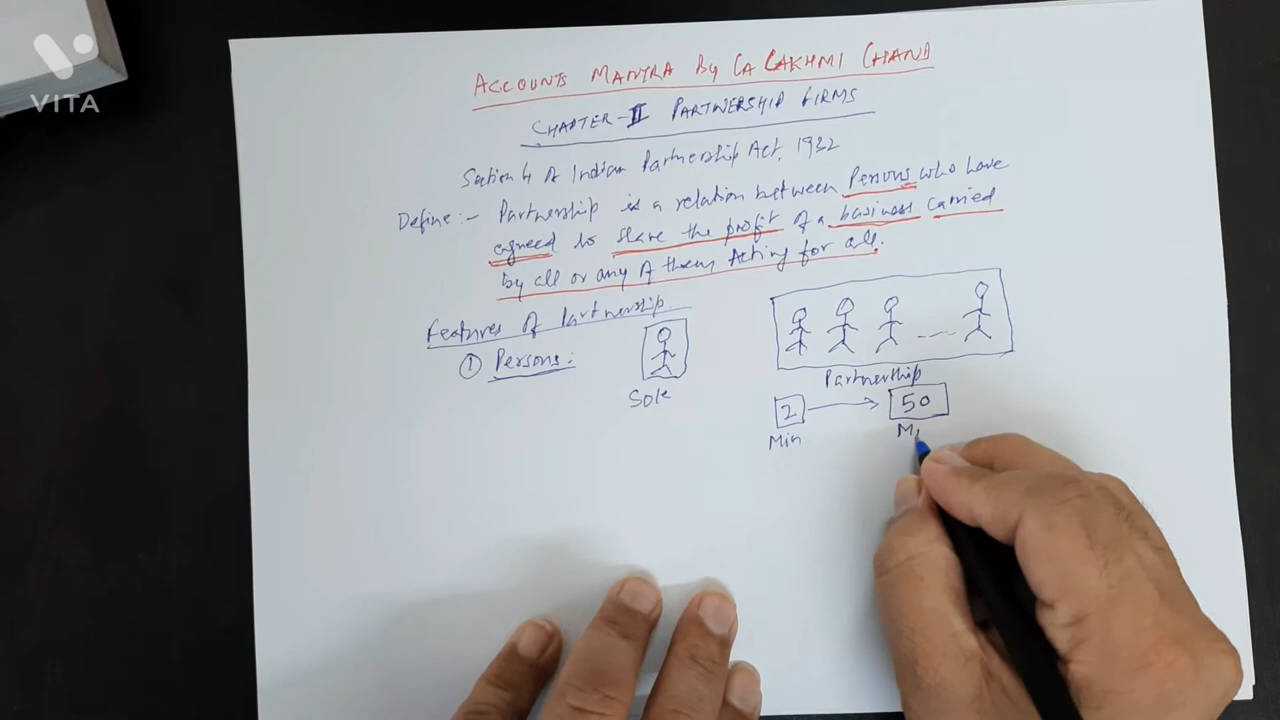 VITA
ACCOUNTS MANTRA By CA LAKHMI CHAND
CHAPTER-II PARTNERSHIP FIRMS
Section 4 of Indian Partnership Act, 1932
Define:- Partnership is a relation between Persons who have
agreed to share the profit of a business carried
by all or any of them Acting for all.
Features of Partnership.
① Persons:
Sole
Partnership
2 → 50
Min M